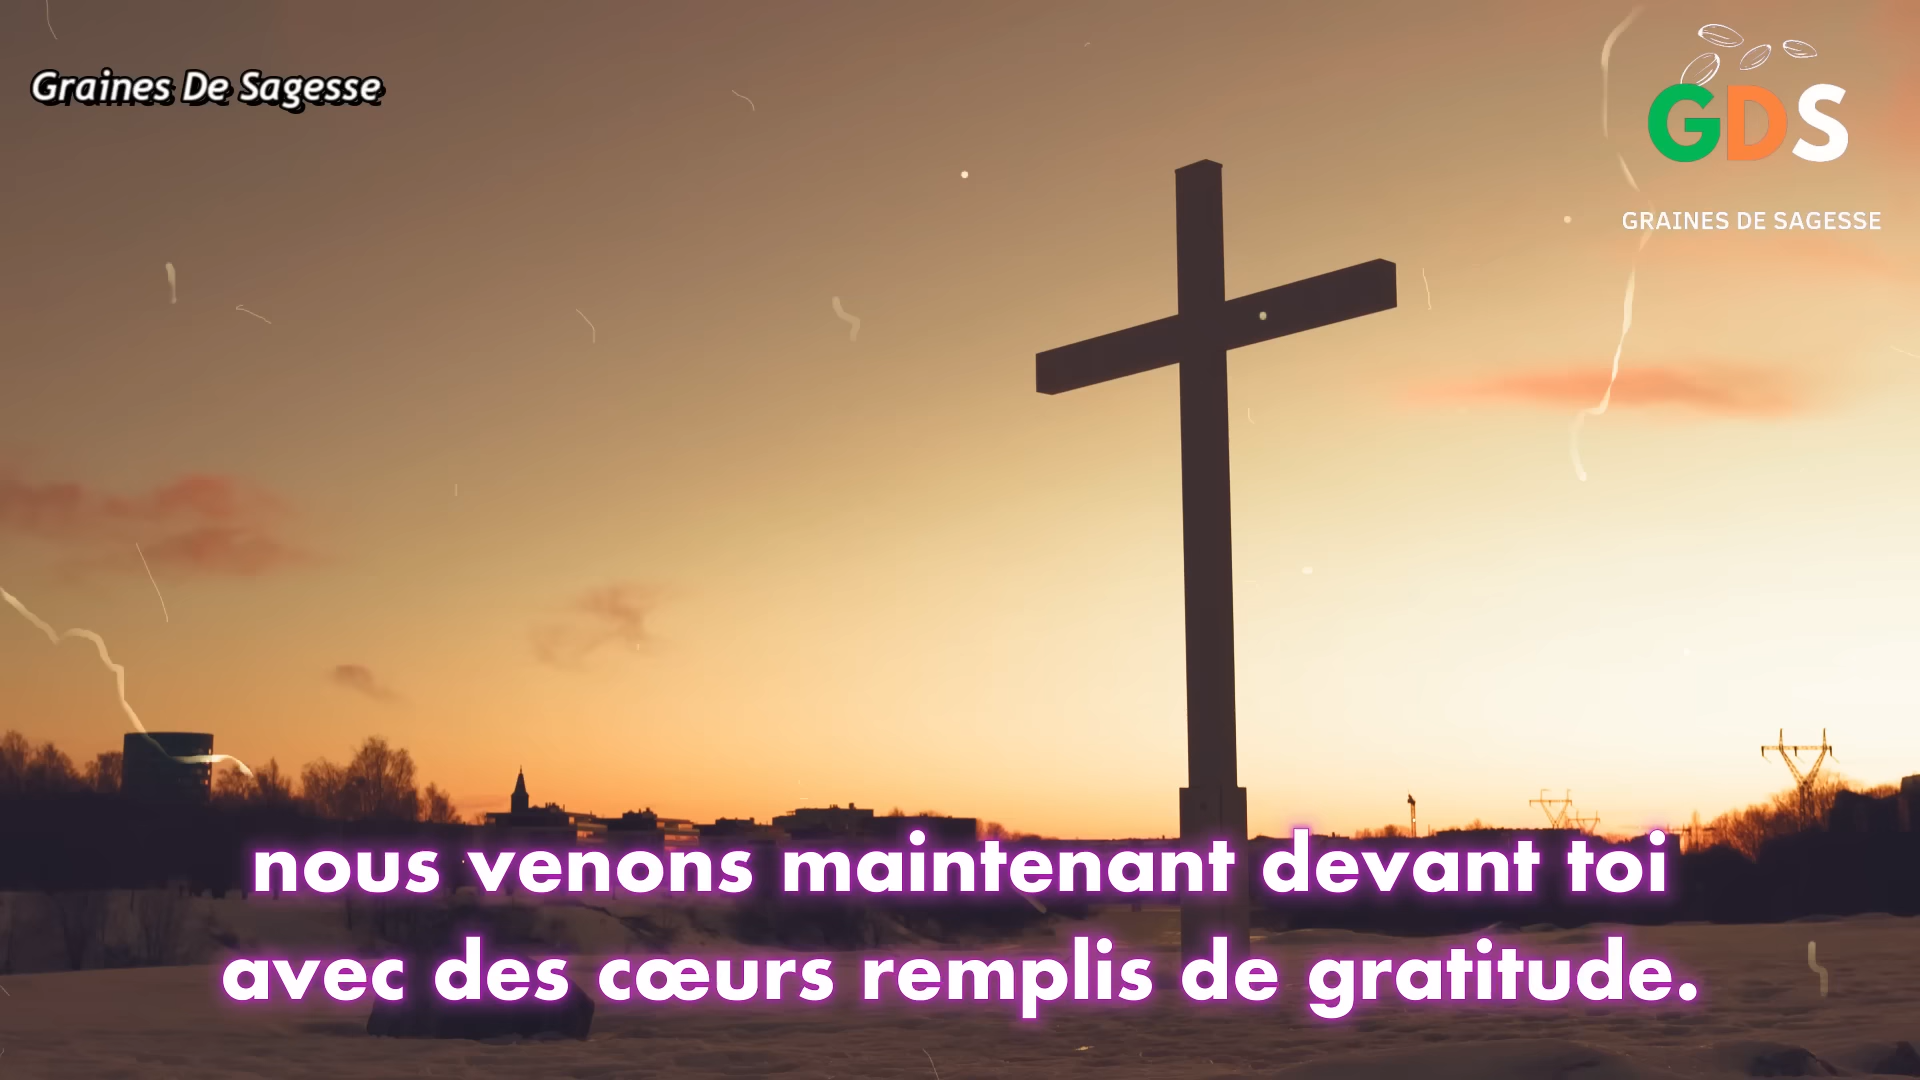 Graines De Sagesse
GDS
GRAINES DE SAGESSE
nous venons maintenant devant toi
avec des cœurs remplis de gratitude.